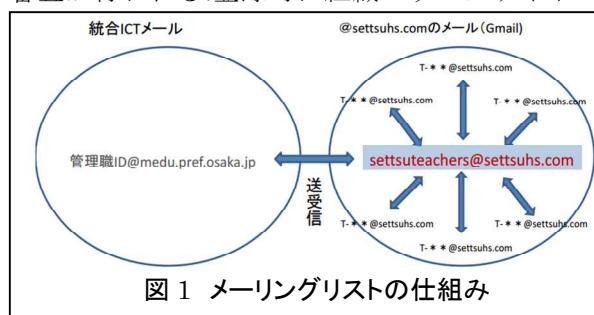 統合ICTメール
@settsuhs.comのメール(Gmail)
T-＊＊@settsuhs.com
T-＊＊@settsuhs.com
T-＊＊@settsuhs.com
管理職ID@medu.pref.osaka.jp
settsuteachers@settsuhs.com
送受信
T-＊＊@settsuhs.com
T-＊＊@settsuhs.com
T-＊＊@settsuhs.com
図 1 メーリングリストの仕組み